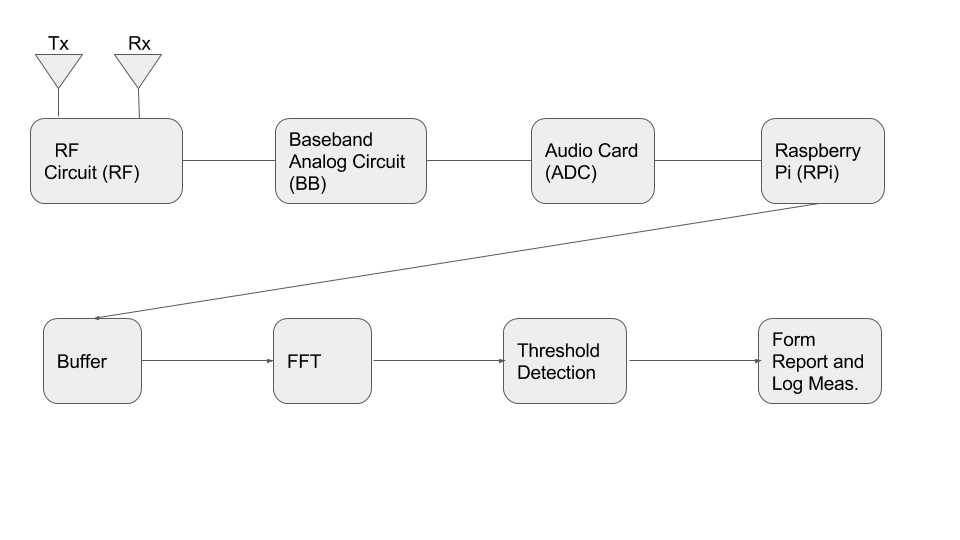 Tx
Rx
RF
Circuit (RF)
Baseband
Analog Circuit
(BB)
Audio Card
(ADC)
Raspberry
Pi (RPi)
Buffer
FFT
Threshold
Detection
Form
Report and
Log Meas.